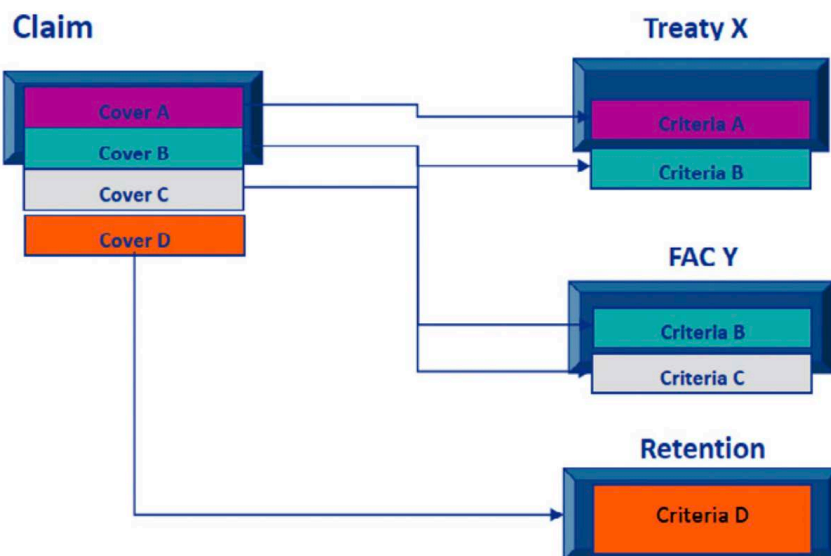 Claim
Cover A
Cover B
Cover C
Cover D
Treaty X
Criteria A
Criteria B
FAC Y
Criteria B
Criteria C
Retention
Criteria D